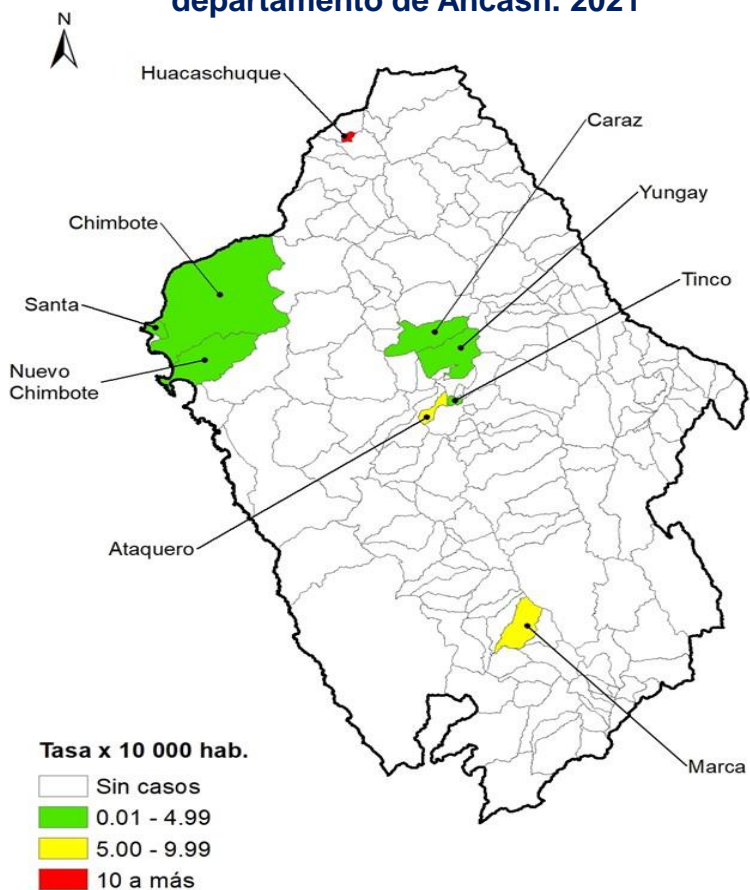 departamento de Ancash. 2021
N
Huacaschuque
Caraz
Yungay
Chimbote
Tinco
Santa
Nuevo
Chimbote
Ataquero
Marca
Tasa x 10 000 hab.
Sin casos
0.01 - 4.99
5.00 - 9.99
10 a más